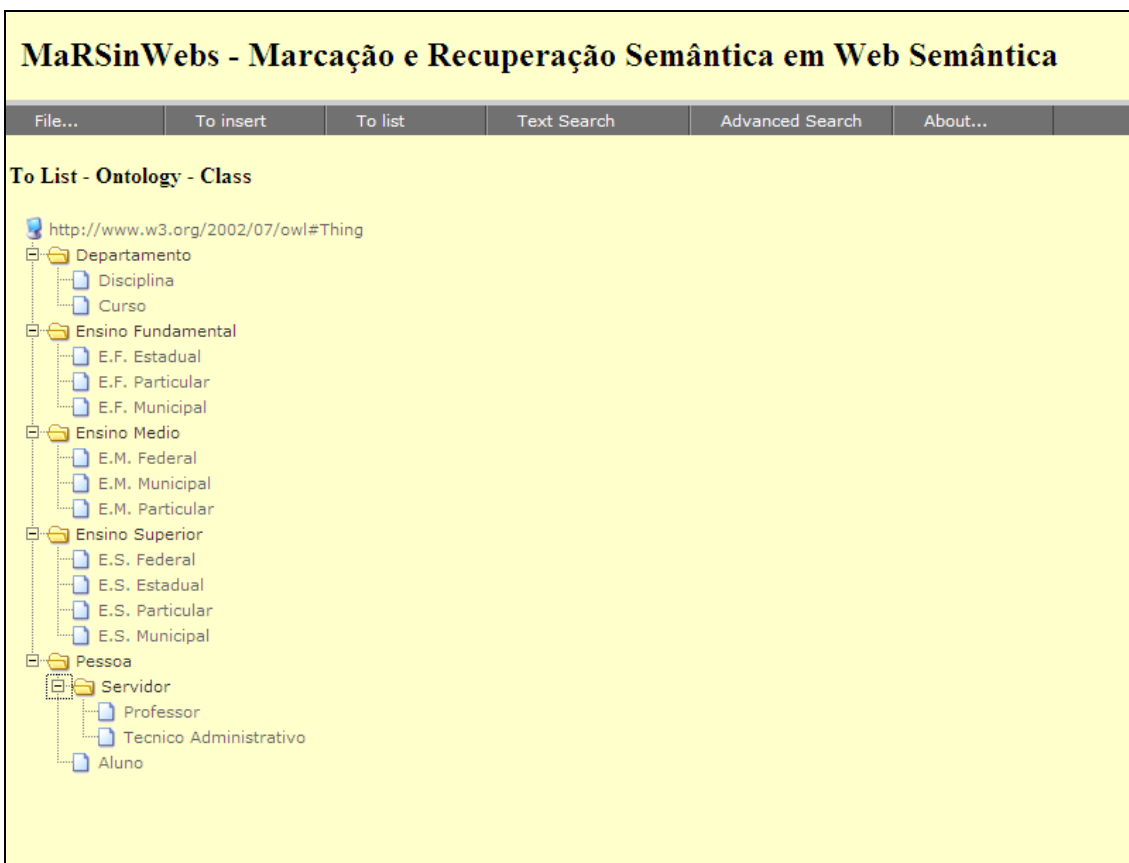 MaRSinWebs - Marcação e Recuperação Semântica em Web Semântica
File... To insert To list Text Search Advanced Search About...
To List - Ontology - Class
http://www.w3.org/2002/07/owl#Thing
Departamento
Disciplina
Curso
Ensino Fundamental
E.F. Estadual
E.F. Particular
E.F. Municipal
Ensino Medio
E.M. Federal
E.M. Municipal
E.M. Particular
Ensino Superior
E.S. Federal
E.S. Estadual
E.S. Particular
E.S. Municipal
Pessoa
Servidor
Professor
Tecnico Administrativo
Aluno